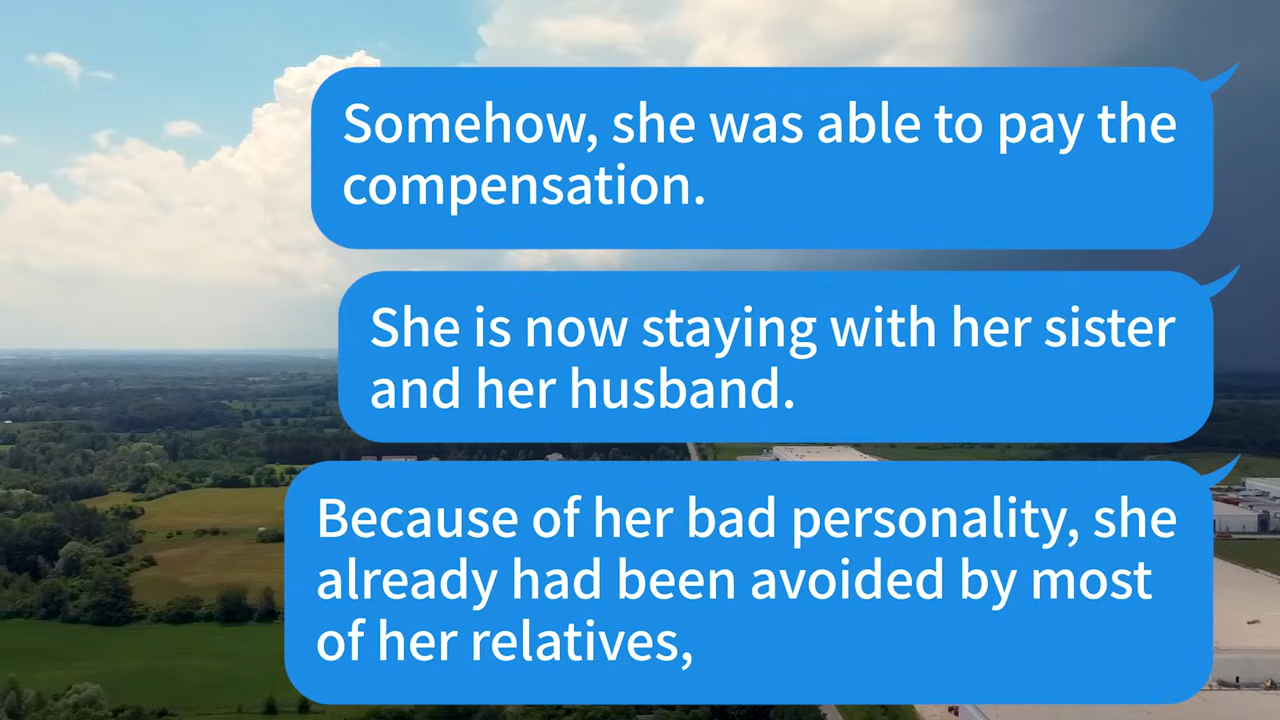 Somehow, she was able to pay the
compensation.
She is now staying with her sister
and her husband.
Because of her bad personality, she
already had been avoided by most
of her relatives,